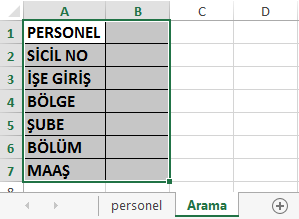 A B C D
1 PERSONEL
2 SİCİL NO
3 İŞE GİRİŞ
4 BÖLGE
5 ŞUBE
6 BÖLÜM
7 MAAŞ
personel Arama